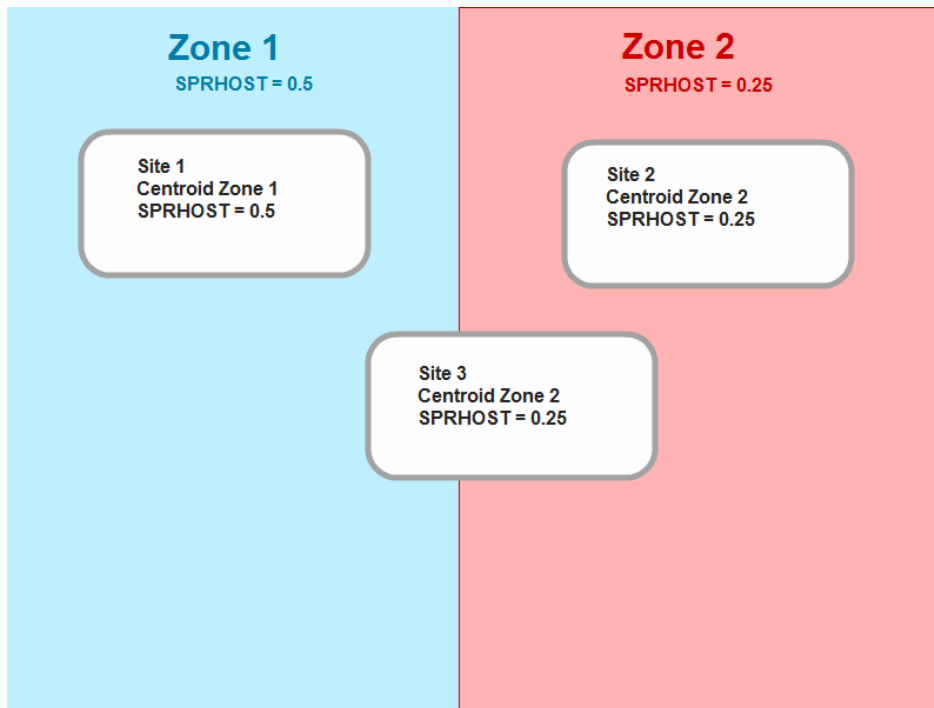 Zone 1
SPRHOST = 0.5
Zone 2
SPRHOST = 0.25
Site 1
Centroid Zone 1
SPRHOST = 0.5
Site 2
Centroid Zone 2
SPRHOST = 0.25
Site 3
Centroid Zone 2
SPRHOST = 0.25